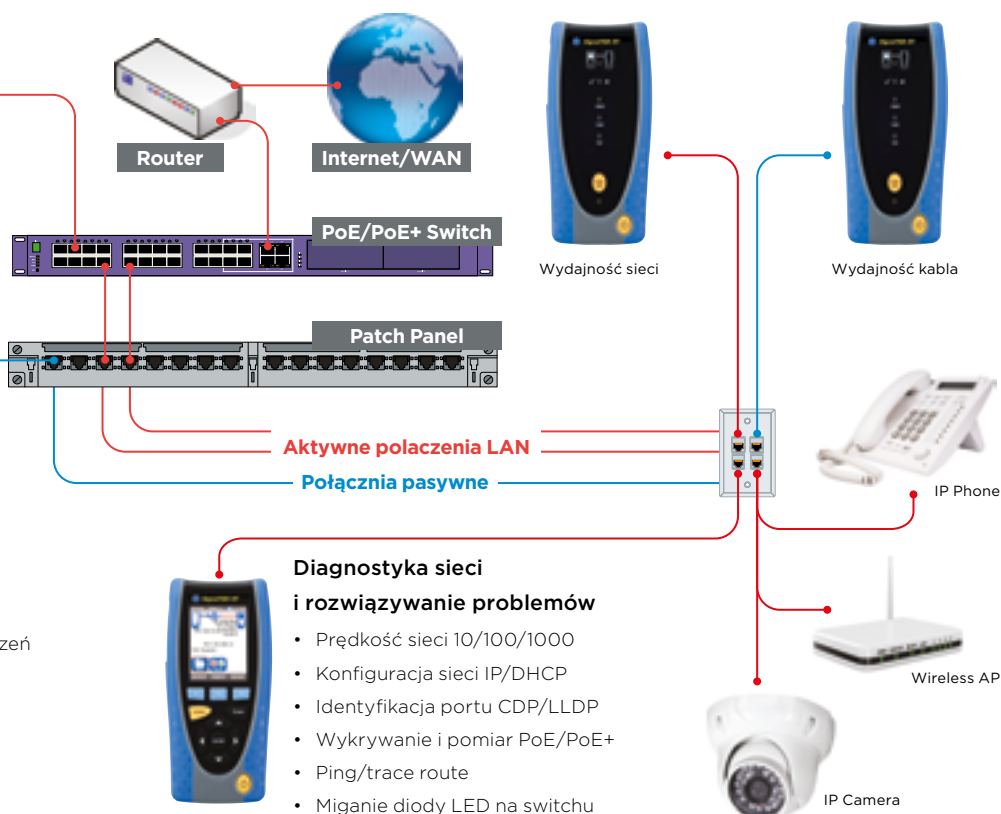 Router
Internet/WAN
PoE/PoE+ Switch
Wydajność sieci
Wydajność kabla
Patch Panel
Aktywne polaczenia LAN
Połącznia pasywne
IP Phone
Diagnostyka sieci
i rozwiązywanie problemów
• Prędkość sieci 10/100/1000
• Konfiguracja sieci IP/DHCP
• Identyfikacja portu CDP/LLDP
• Wykrywanie i pomiar PoE/PoE+
• Ping/trace route
• Miganie diody LED na switchu
zeń
Wireless AP
IP Camera